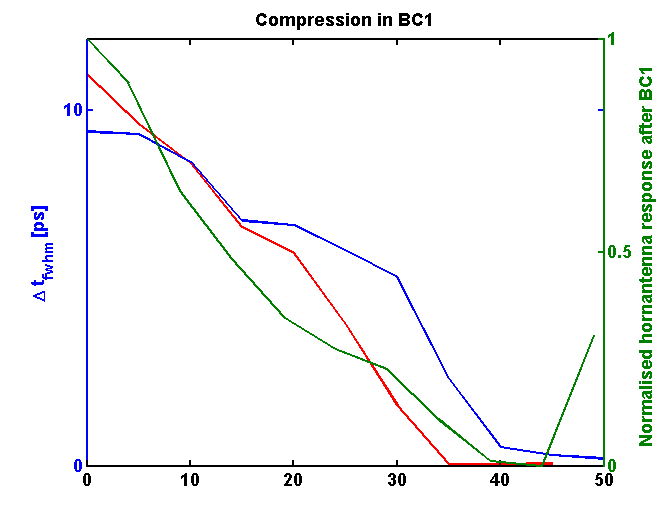 Compression in BC1
10
0
Δ t fwhm [ps]
1
0.5
0
Normalised hornantenna response after BC1
0 10 20 30 40 50